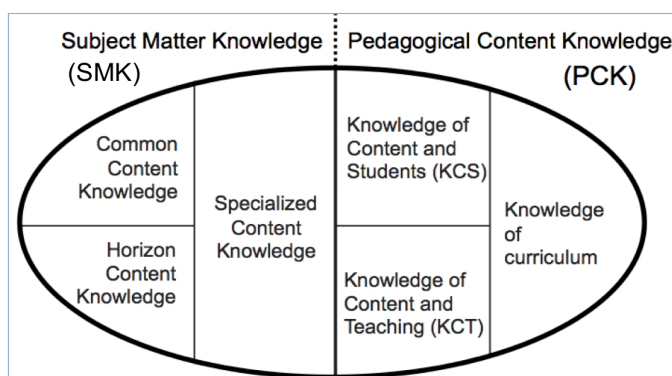 Subject Matter Knowledge
(SMK)
Pedagogical Content Knowledge
(PCK)
Common
Content
Knowledge
Horizon
Content
Knowledge
Specialized
Content
Knowledge
Knowledge of
Content and
Students (KCS)
Knowledge of
Content and
Teaching (KCT)
Knowledge
of
curriculum